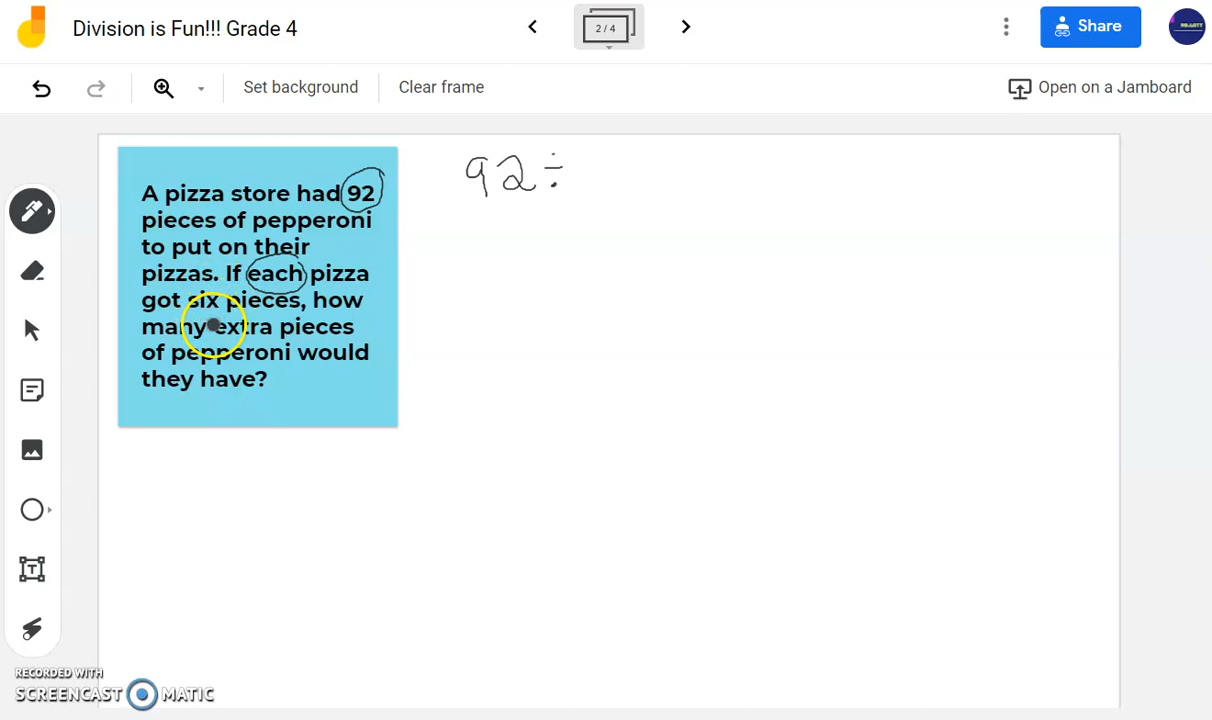 Division is Fun!!! Grade 4
2 / 4
Share
Set background
Clear frame
Open on a Jamboard
A pizza store had 92
pieces of pepperoni
to put on their
pizzas. If each pizza
got six pieces, how
many extra pieces
of pepperoni would
they have?
92 ÷
RECORDED WITH
SCREENCAST MATIC